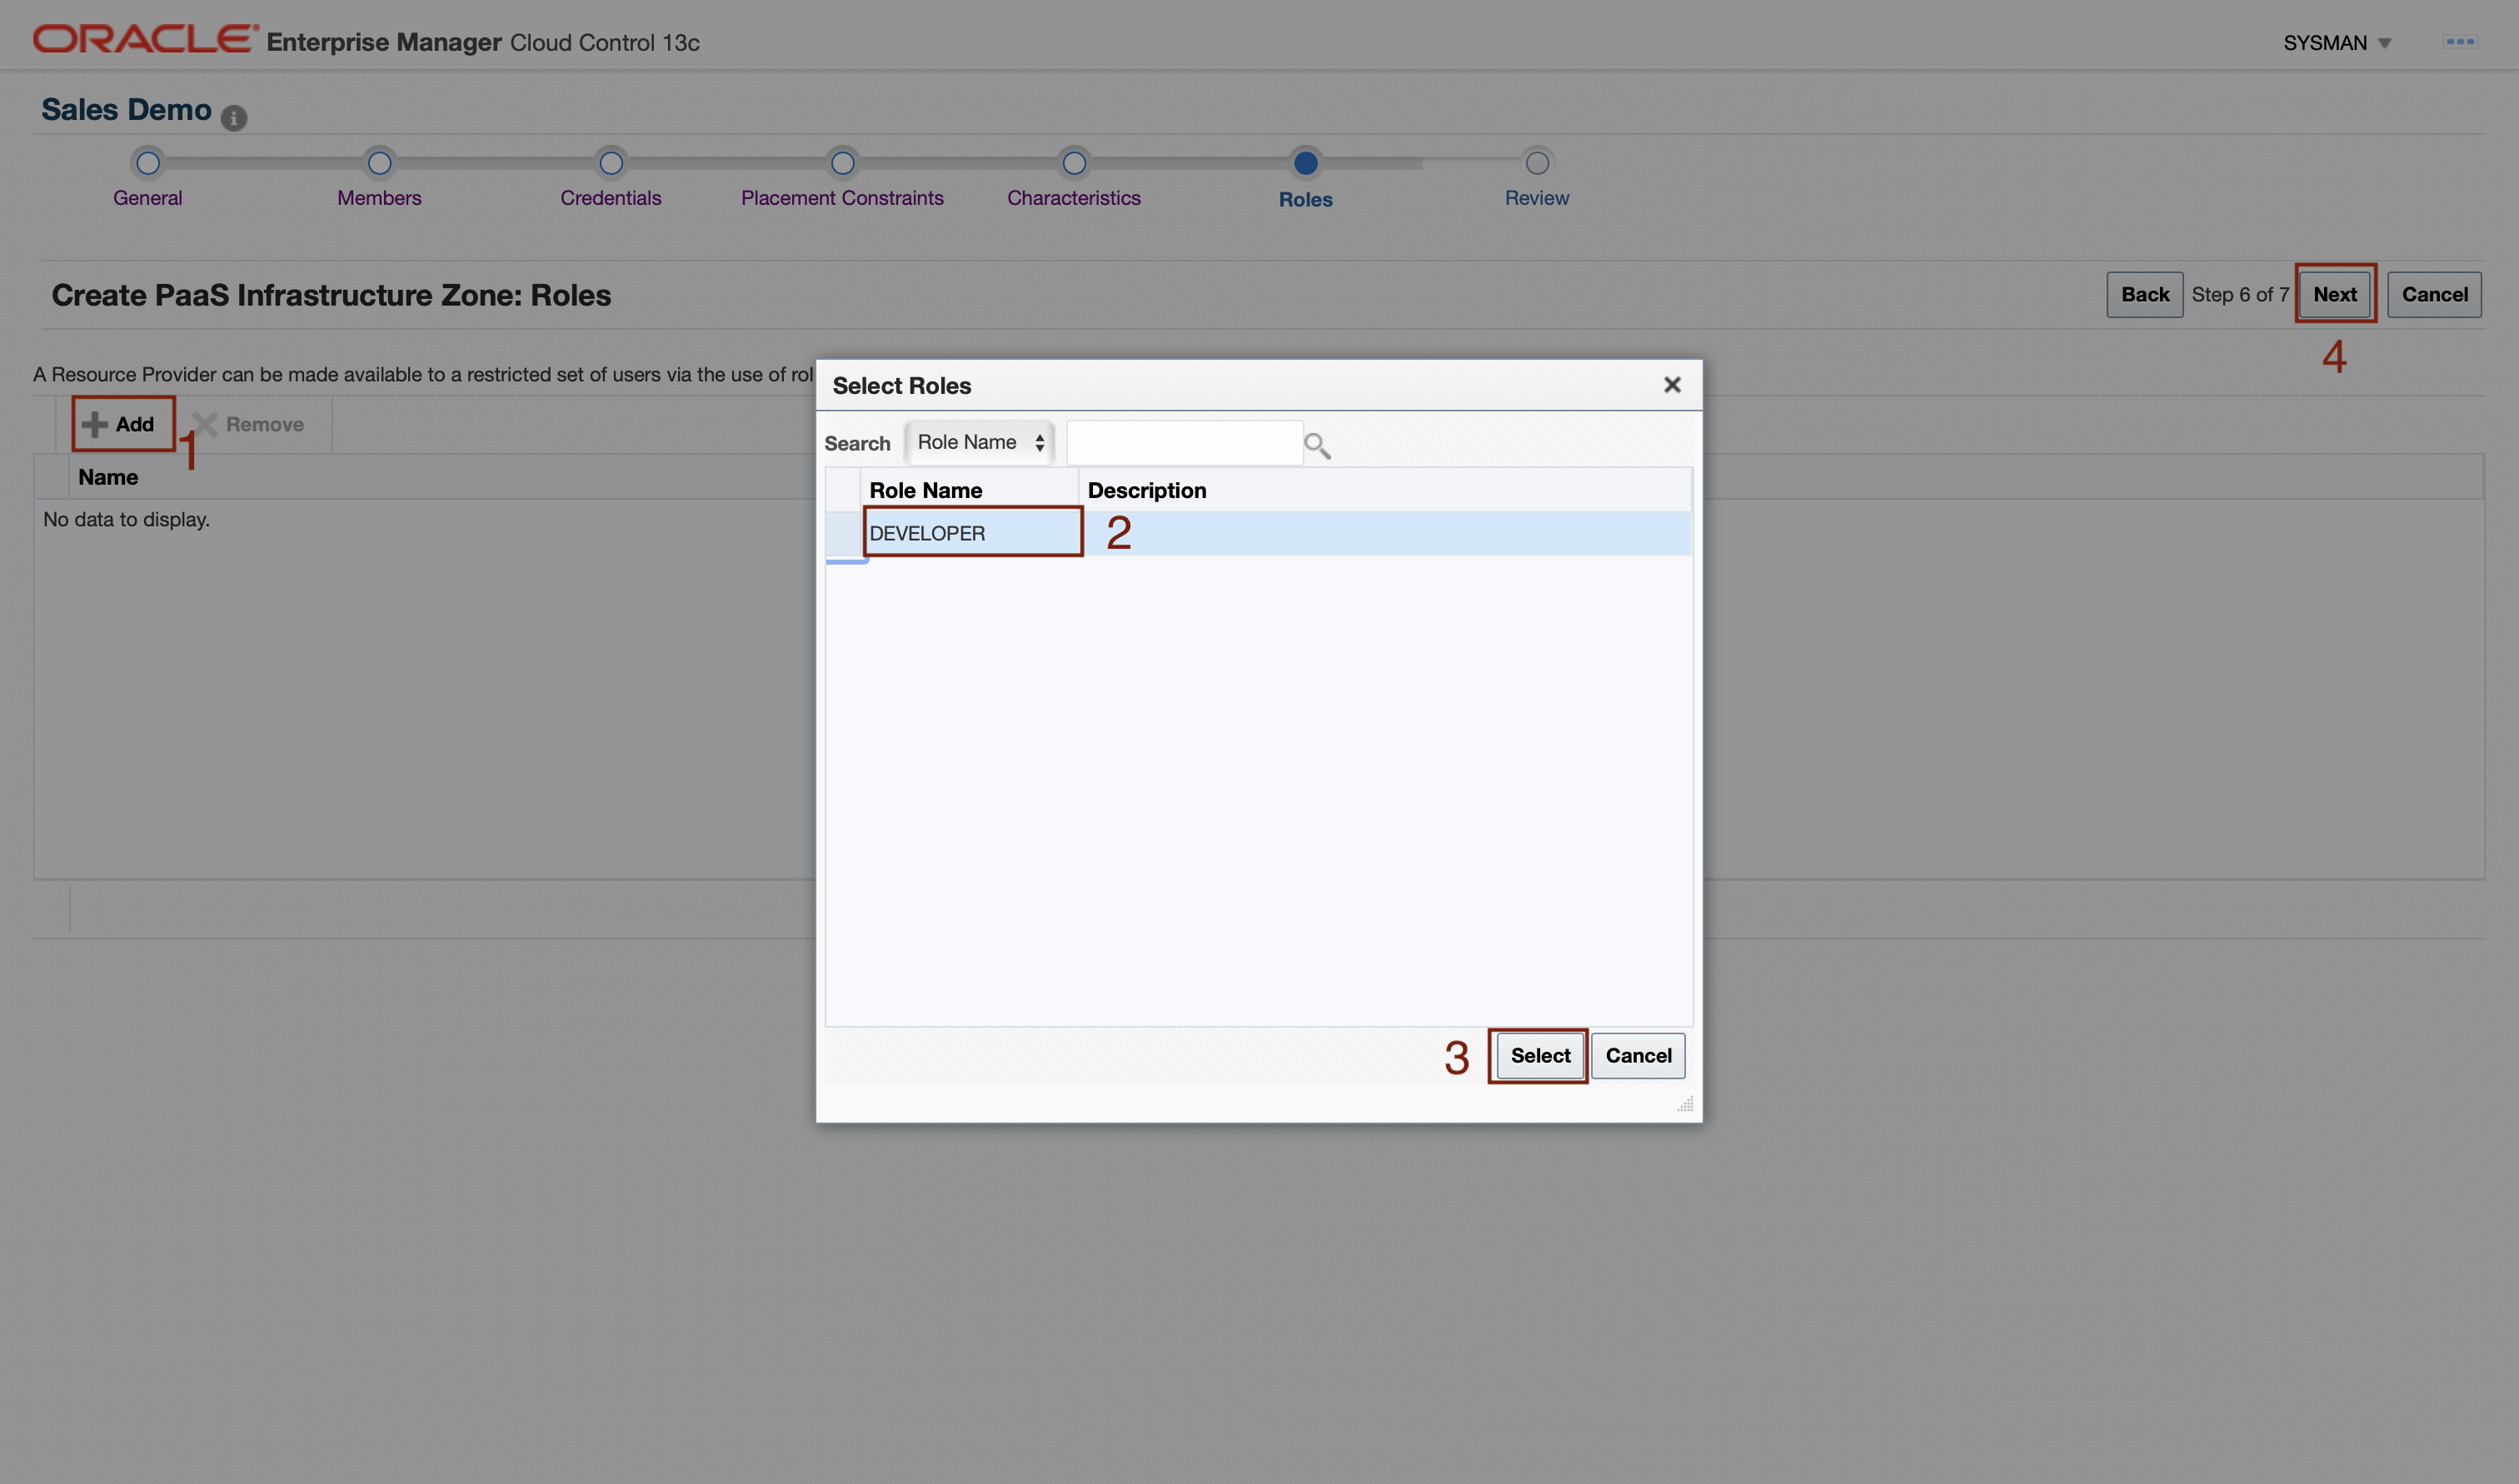 ORACLE Enterprise Manager Cloud Control 13c
SYSMAN
Sales Demo
General
Members
Credentials
Placement Constraints
Characteristics
Roles
Review
Create PaaS Infrastructure Zone: Roles
Back Step 6 of 7 Next Cancel
4
A Resource Provider can be made available to a restricted set of users via the use of
Add 1 Remove
Name
No data to display.
Select Roles
Search Role Name
Role Name Description
DEVELOPER 2
3 Select Cancel